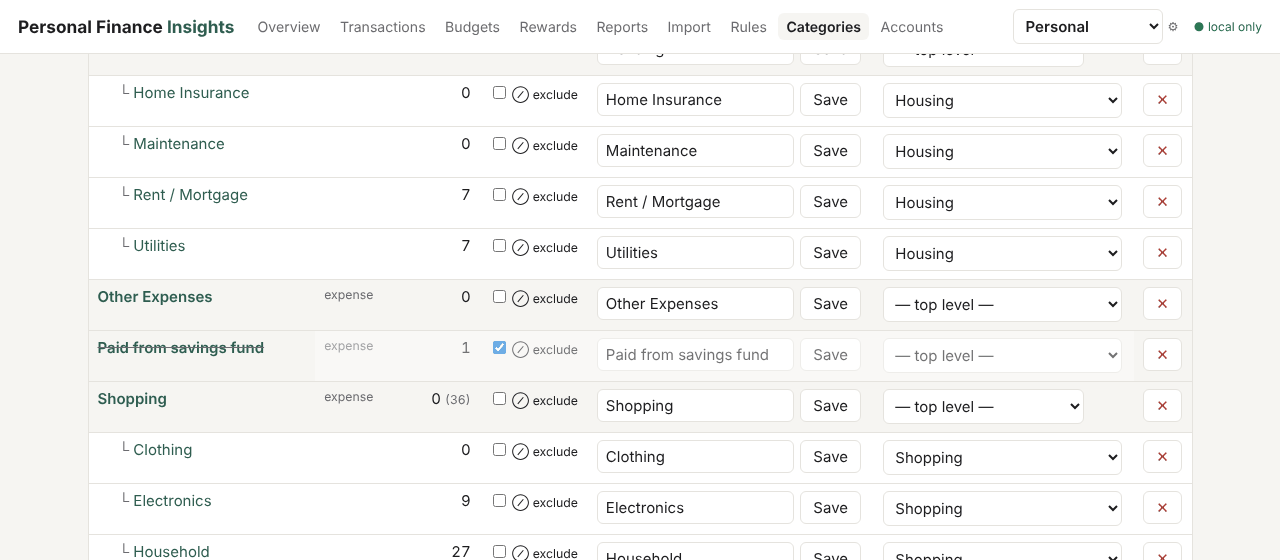 Personal Finance Insights Overview Transactions Budgets Rewards Reports Import Rules Categories Accounts Personal ⚙ local only
└ Home Insurance 0 exclude Home Insurance Save Housing ✕
└ Maintenance 0 exclude Maintenance Save Housing ✕
└ Rent / Mortgage 7 exclude Rent / Mortgage Save Housing ✕
└ Utilities 7 exclude Utilities Save Housing ✕
Other Expenses expense 0 exclude Other Expenses Save — top level — ✕
Paid from savings fund expense 1 exclude Paid from savings fund Save — top level — ✕
Shopping expense 0 (36) exclude Shopping Save — top level — ✕
└ Clothing 0 exclude Clothing Save Shopping ✕
└ Electronics 9 exclude Electronics Save Shopping ✕
└ Household 27 exclude Household Save Shopping ✕